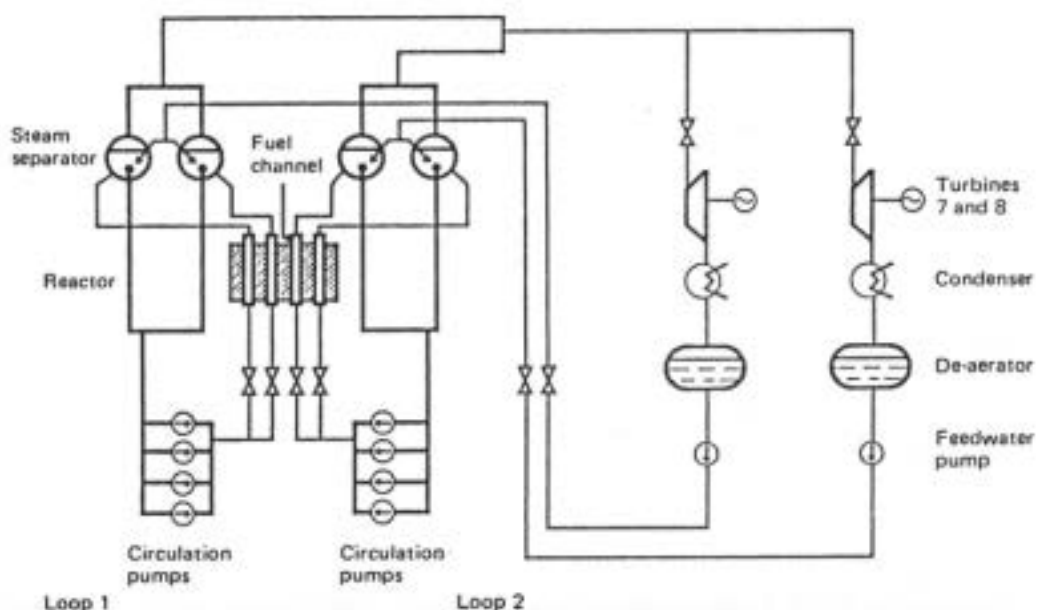 Steam
separator
Fuel
channel
Turbines
7 and 8
Reactor
Condenser
De-aerator
Feedwater
pump
Circulation
pumps
Circulation
pumps
Loop 1
Loop 2